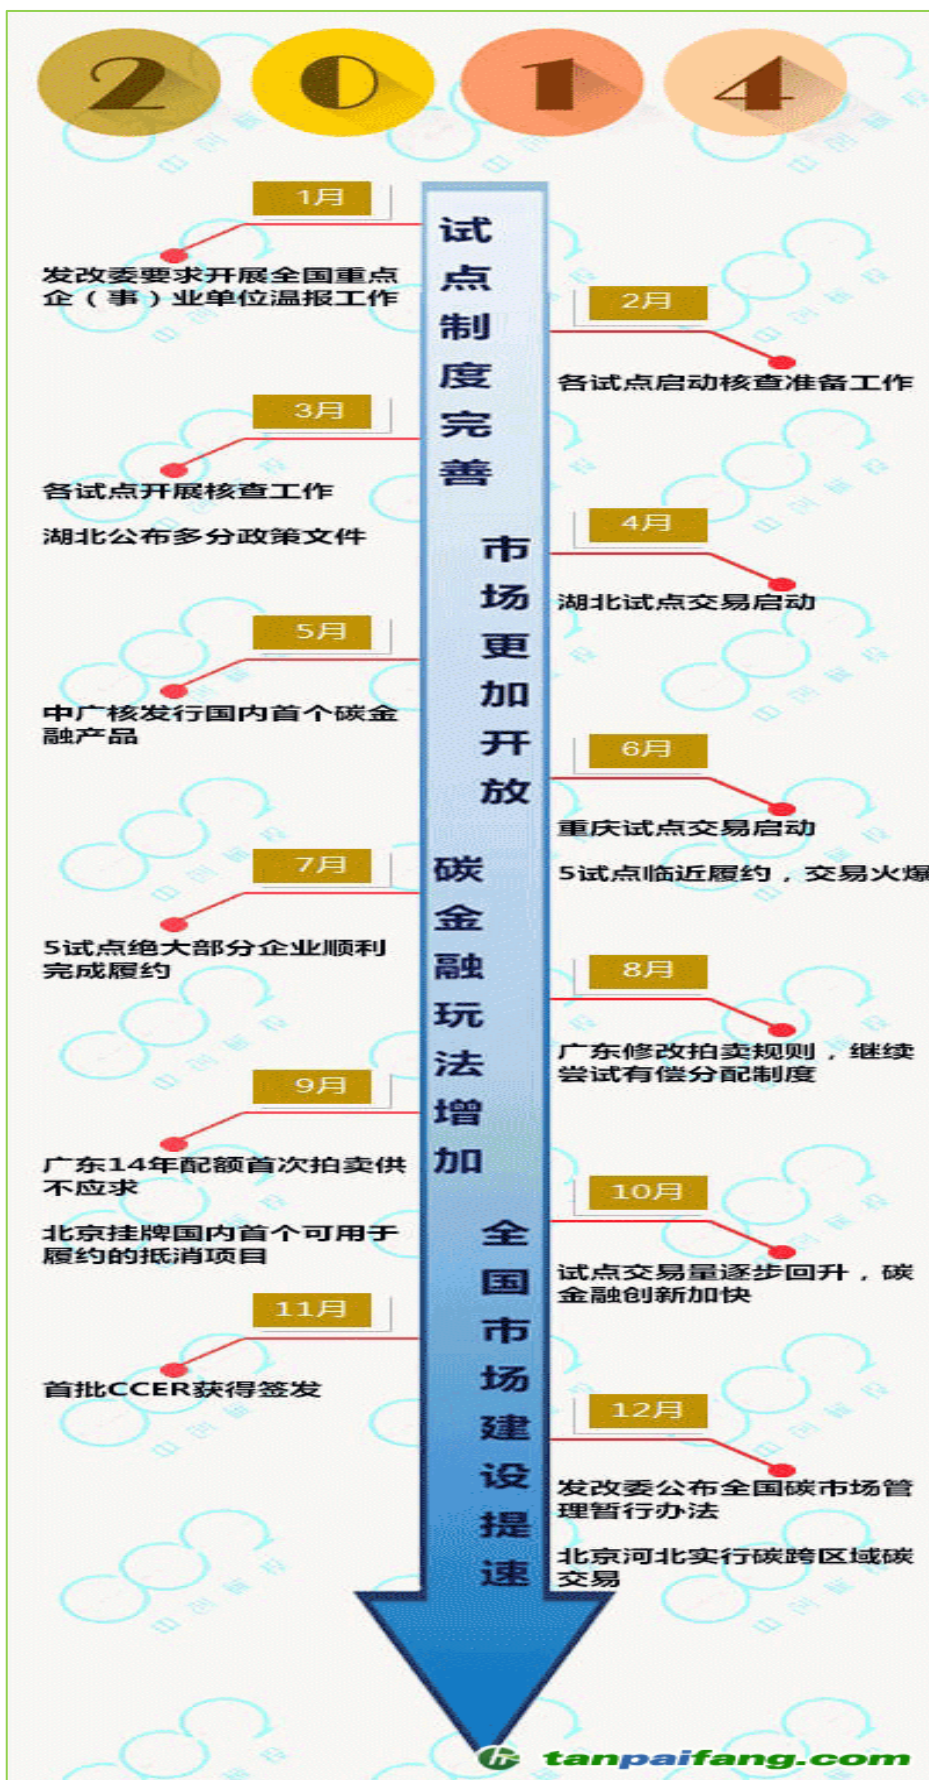 2014
1月
发改委要求开展全国重点
企（事）业单位温报工作
2月
各试点启动核查准备工作
3月
各试点开展核查工作
湖北公布多分政策文件
4月
湖北试点交易启动
5月
中广核发行国内首个碳金
融产品
6月
重庆试点交易启动
5试点临近履约，交易火爆
7月
5试点绝大部分企业顺利
完成履约
8月
广东修改拍卖规则，继续
尝试有偿分配制度
9月
广东14年配额首次拍卖供
不应求
北京挂牌国内首个可用于
履约的抵消项目
10月
试点交易量逐步回升，碳
金融创新加快
11月
首批CCER获得签发
12月
发改委公布全国碳市场管
理暂行办法
北京河北实行碳跨区域碳
交易
试点制度完善
市场更加开放
碳金融玩法增加
全国市场建设提速
tanpaifang.com
中创碳投